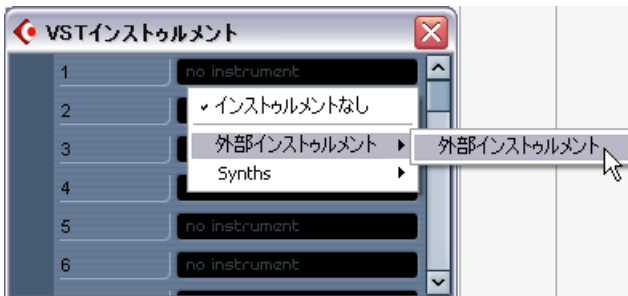 VSTインストゥルメント
1 no instrument
2
✓インストゥルメントなし
3
外部インストゥルメント 外部インストゥルメント
Synths
4
5 no instrument
6 no instrument